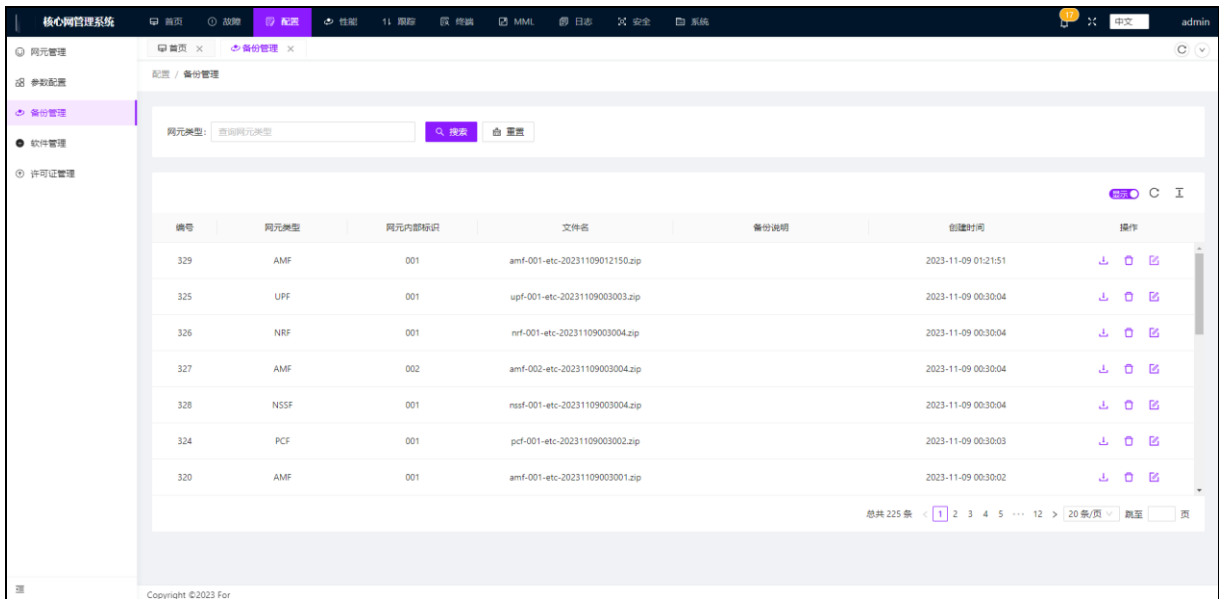 核心网管理系统 首页 故障 配置 性能 跟踪 终端 MML 日志 安全 系统 17 中文 admin
网元管理
参数配置
备份管理
软件管理
许可证管理
首页 × 备份管理 ×
配置 / 备份管理
网元类型: 查询网元类型 搜索 重置
显示
编号 网元类型 网元内部标识 文件名 备份说明 创建时间 操作
329 AMF 001 amf-001-etc-20231109012150.zip 2023-11-09 01:21:51
325 UPF 001 upf-001-etc-20231109003003.zip 2023-11-09 00:30:04
326 NRF 001 nrf-001-etc-20231109003004.zip 2023-11-09 00:30:04
327 AMF 002 amf-002-etc-20231109003004.zip 2023-11-09 00:30:04
328 NSSF 001 nssf-001-etc-20231109003004.zip 2023-11-09 00:30:04
324 PCF 001 pcf-001-etc-20231109003002.zip 2023-11-09 00:30:03
320 AMF 001 amf-001-etc-20231109003001.zip 2023-11-09 00:30:02
总共 225 条 < 1 2 3 4 5 ··· 12 > 20 条/页 跳至 页
Copyright ©2023 For